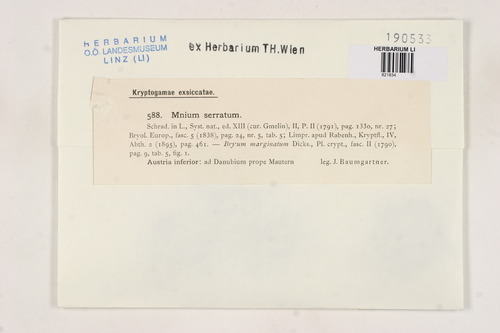 HERBARIUM
O.Ö. LANDESMUSEUM
LINZ (LI)
ex Herbarium TH.Wien
190533
HERBARIUM LI
821834
Kryptogamae exsiccatae.
588. Mnium serratum.
Schrad. in L., Syst. nat., ed. XIII (cur. Gmelin), II, P. II (1791), pag. 1330, nr. 27;
Bryol. Europ., fasc. 5 (1838), pag. 24, nr. 5, tab. 5; Limpr. apud Rabenh., Kryptfl., IV,
Abth. 2 (1895), pag. 461. — Bryum marginatum Dicks., Pl. crypt., fasc. II (1790),
pag. 9, tab. 5, fig. 1.
Austria inferior: ad Danubium prope Mautern leg. J. Baumgartner.